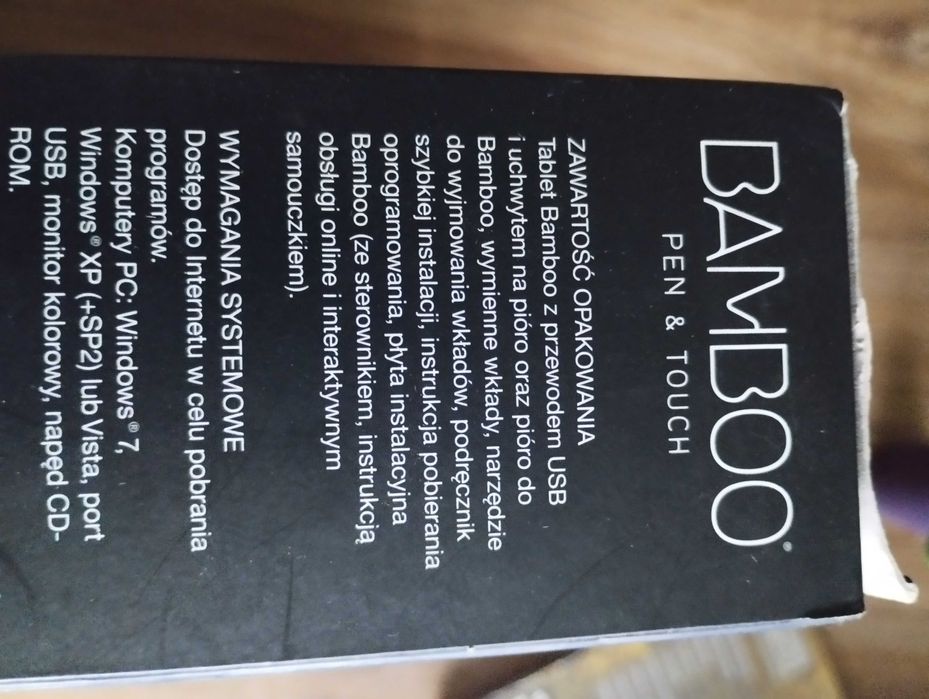 BAMBOO®
PEN & TOUCH
ZAWARTOŚĆ OPAKOWANIA
Tablet Bamboo z przewodem USB
i uchwytem na pióro oraz pióro do
Bamboo, wymienne wkłady, narzędzie
do wyjmowania wkładów, podręcznik
szybkiej instalacji, instrukcja pobierania
oprogramowania, płyta instalacyjna
Bamboo (ze sterownikiem, instrukcją
obsługi online i interaktywnym
samouczkiem).
WYMAGANIA SYSTEMOWE
Dostęp do Internetu w celu pobrania
programów.
Komputery PC: Windows® 7,
Windows® XP (+SP2) lub Vista, port
USB, monitor kolorowy, napęd CD-
ROM.